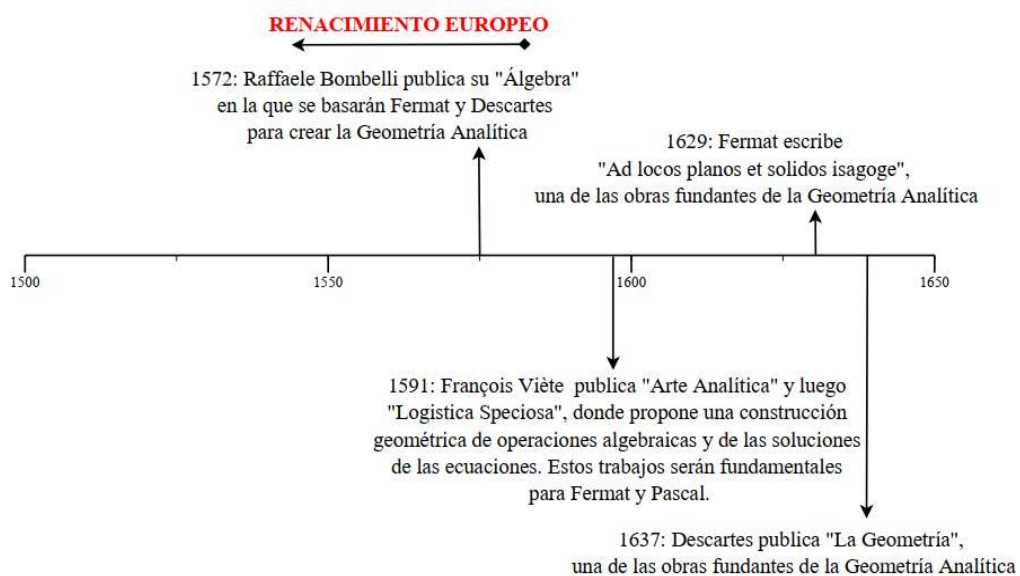 RENACIMIENTO EUROPEO
1572: Raffaele Bombelli publica su "Álgebra"
en la que se basarán Fermat y Descartes
para crear la Geometría Analítica
1629: Fermat escribe
"Ad locos planos et solidos isagoge",
una de las obras fundantes de la Geometría Analítica
1500
1550
1600
1650
1591: François Viète publica "Arte Analítica" y luego
"Logistica Speciosa", donde propone una construcción
geométrica de operaciones algebraicas y de las soluciones
de las ecuaciones. Estos trabajos serán fundamentales
para Fermat y Pascal.
1637: Descartes publica "La Geometría",
una de las obras fundantes de la Geometría Analítica